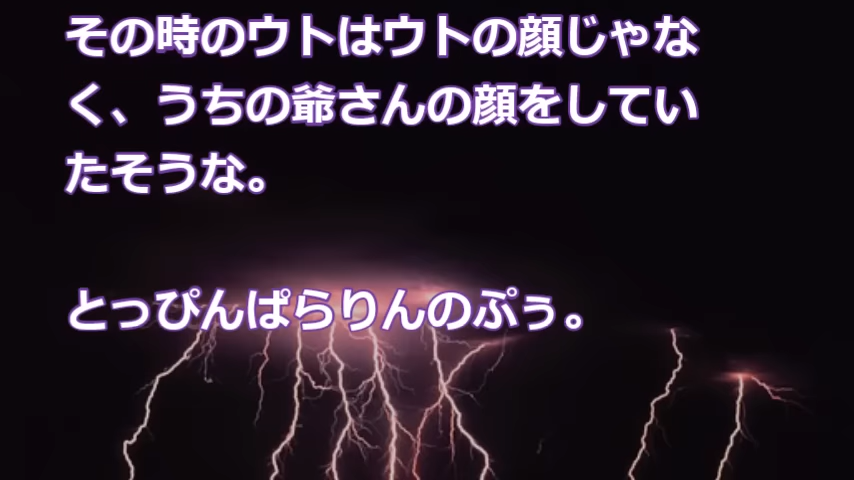 その時のウトはウトの顔じゃな
く、うちの爺さんの顔をしてい
たそうな。
とっぴんぱらりんのぷぅ。